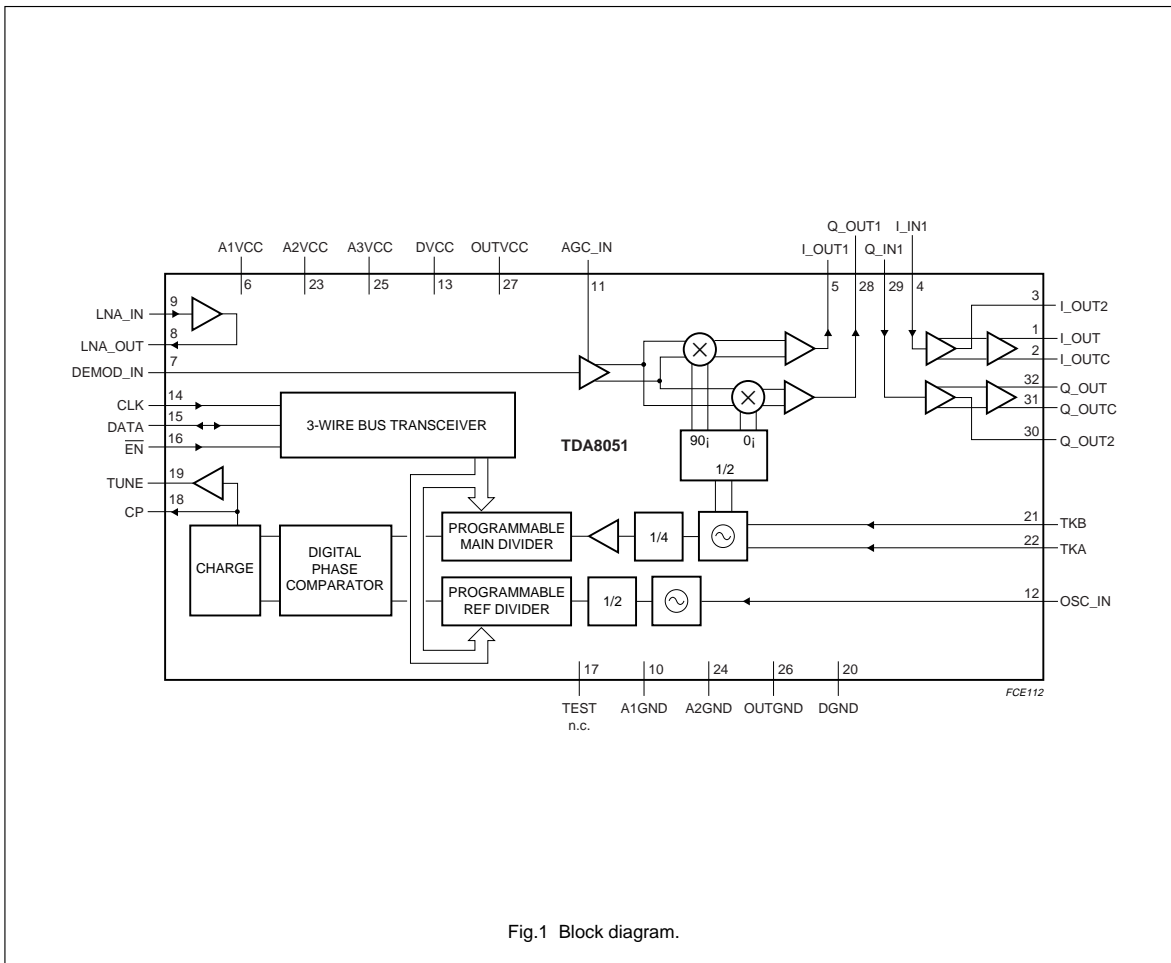 Q_OUT1 I_IN1
A1VCC A2VCC A3VCC DVCC OUTVCC AGC_IN I_OUT1 Q_IN1
6 23 25 13 27 11 5 28 29 4
9
LNA_IN
8
LNA_OUT
7
DEMOD_IN
3
I_OUT2
1
I_OUT
2
I_OUTC
32
Q_OUT
31
Q_OUTC
30
Q_OUT2
14
CLK
15
DATA
16
EN
3-WIRE BUS TRANSCEIVER
TDA8051
90¡ 0¡
1/2
19
TUNE
18
CP
CHARGE
DIGITAL
PHASE
COMPARATOR
PROGRAMMABLE
MAIN DIVIDER
1/4
21
TKB
22
TKA
PROGRAMMABLE
REF DIVIDER
1/2
12
OSC_IN
17 10 24 26 20
TEST A1GND A2GND OUTGND DGND
n.c.
FCE112
Fig.1 Block diagram.